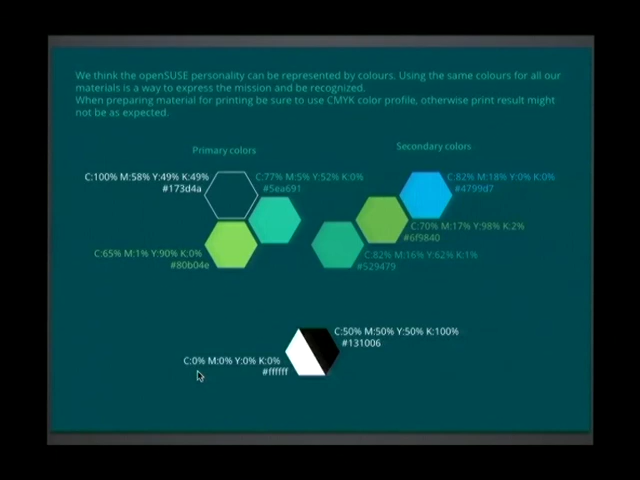 We think the openSUSE personality can be represented by colours. Using the same colours for all our
materials is a way to express the mission and be recognized.
When preparing material for printing be sure to use CMYK color profile, otherwise print result might
not be as expected.
Primary colors
Secondary colors
C:100% M:58% Y:49% K:49%
#173d4a
C:77% M:5% Y:52% K:0%
#5ea691
C:65% M:1% Y:90% K:0%
#80b04e
C:82% M:18% Y:0% K:0%
#4799d7
C:70% M:17% Y:98% K:2%
#6f9840
C:82% M:16% Y:62% K:1%
#529479
C:50% M:50% Y:50% K:100%
#131006
C:0% M:0% Y:0% K:0%
#ffffff